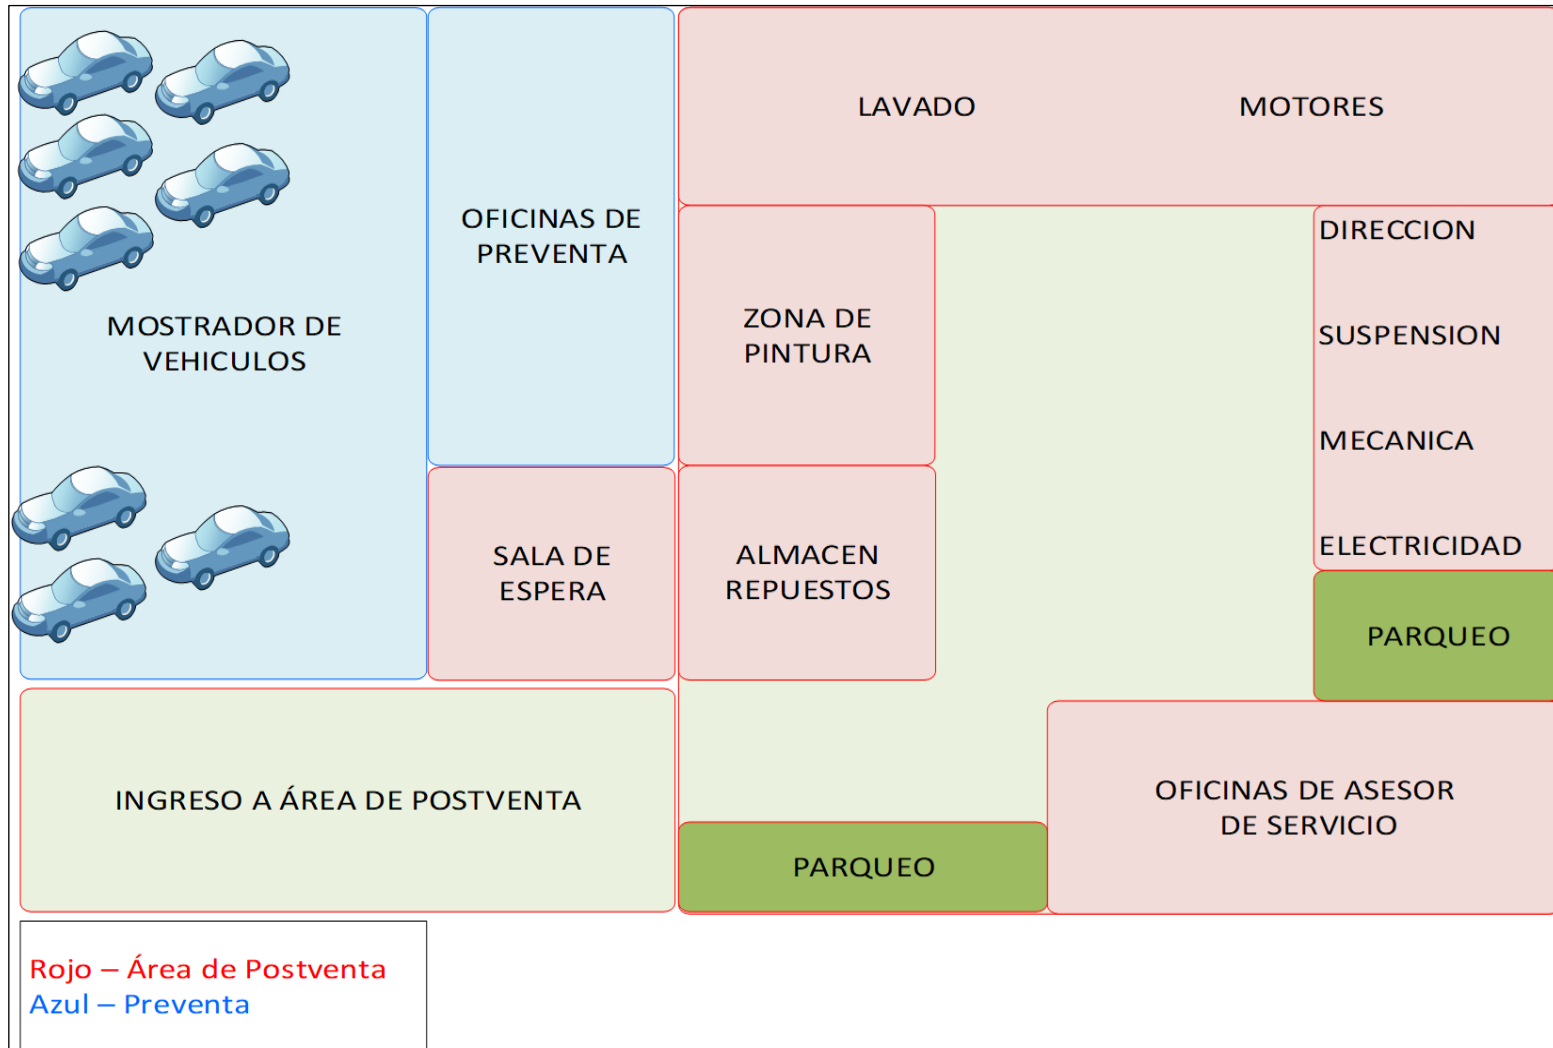 LAVADO
MOTORES
OFICINAS DE
PREVENTA
DIRECCION
MOSTRADOR DE
VEHICULOS
ZONA DE
PINTURA
SUSPENSION
MECANICA
SALA DE
ESPERA
ALMACEN
REPUESTOS
ELECTRICIDAD
PARQUEO
INGRESO A ÁREA DE POSTVENTA
OFICINAS DE ASESOR
DE SERVICIO
PARQUEO
Rojo – Área de Postventa
Azul – Preventa